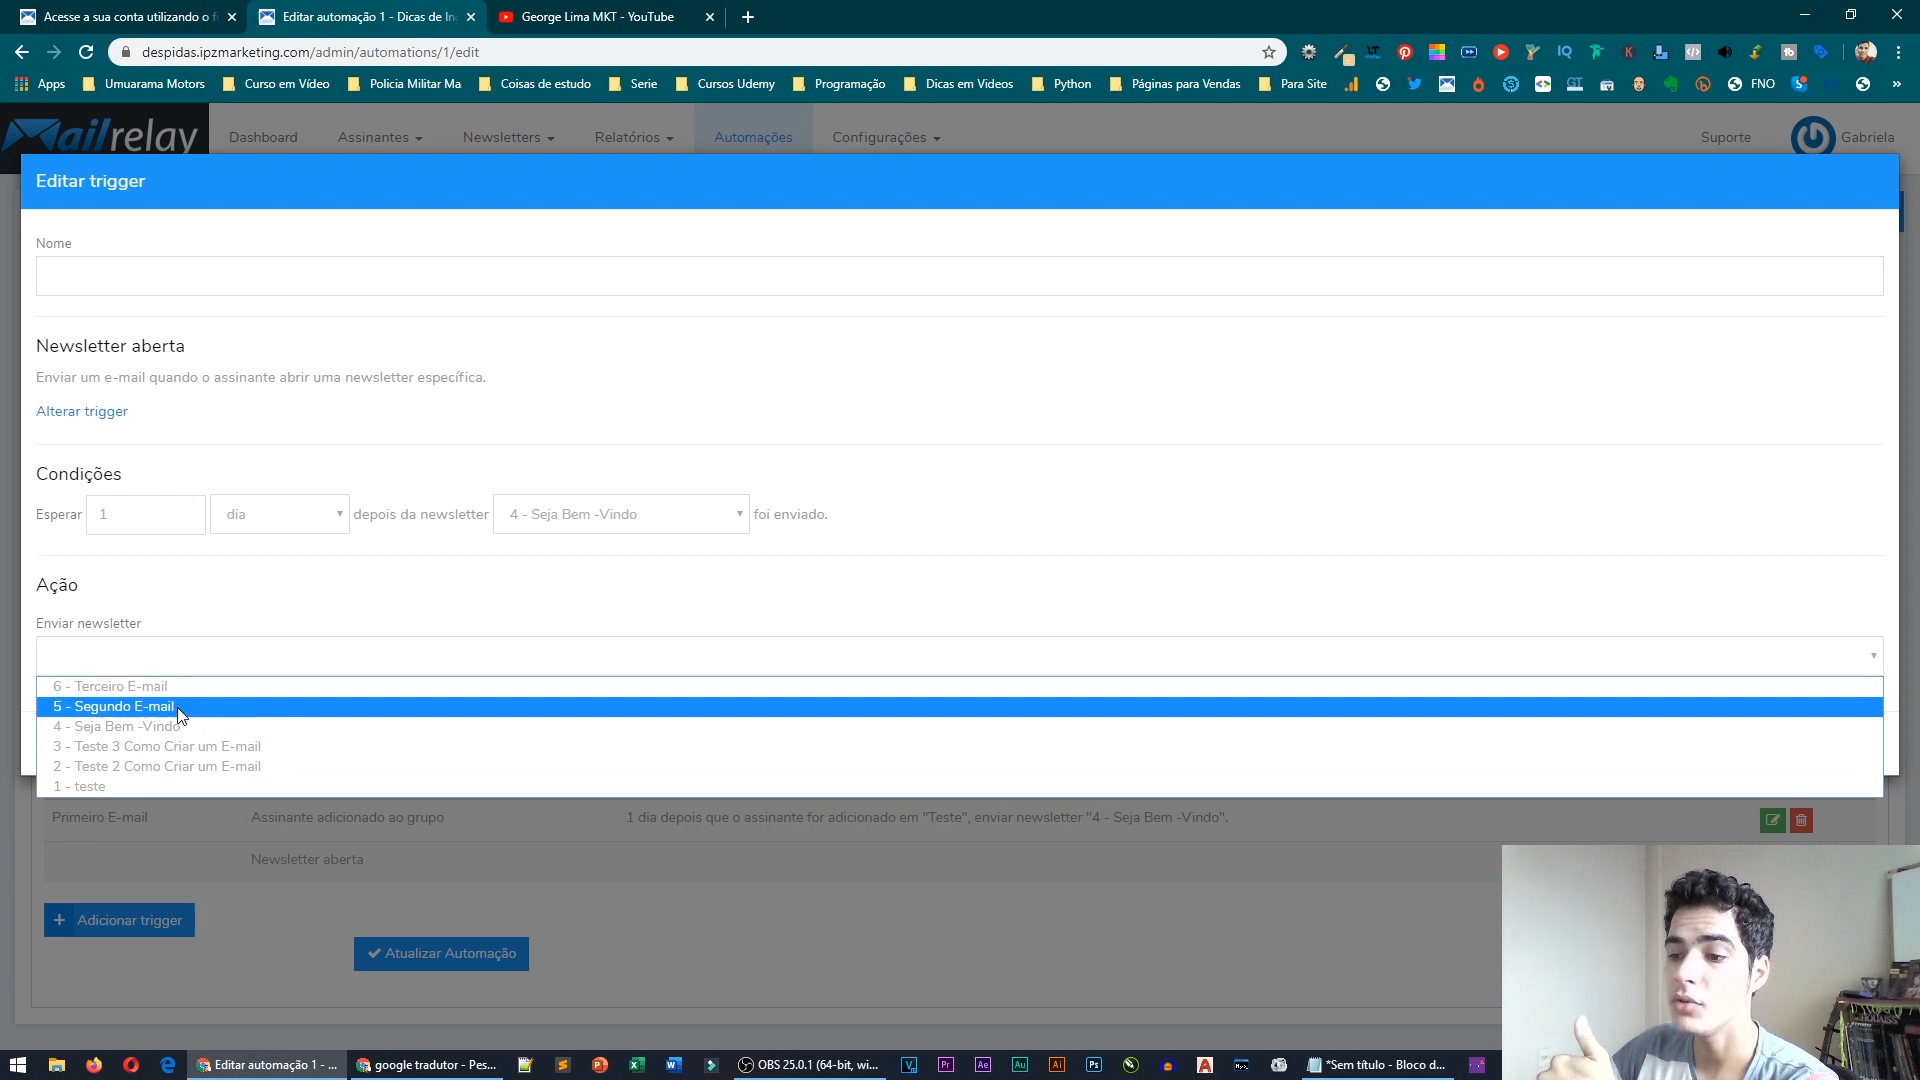 Acesse a sua conta utilizando o f
Editar automação 1 - Dicas de In
George Lima MKT - YouTube
despidas.ipzmarketing.com/admin/automations/1/edit
Apps
Umuarama Motors
Curso em Vídeo
Policia Militar Ma
Coisas de estudo
Serie
Cursos Udemy
Programação
Dicas em Videos
Python
Páginas para Vendas
Para Site
FNO
ailrelay
Dashboard
Assinantes
Newsletters
Relatórios
Automações
Configurações
Suporte
Gabriela
Editar trigger
Nome
Newsletter aberta
Enviar um e-mail quando o assinante abrir uma newsletter específica.
Alterar trigger
Condições
Esperar 1 dia depois da newsletter 4 - Seja Bem -Vindo foi enviado.
Ação
Enviar newsletter
6 - Terceiro E-mail
5 - Segundo E-mail
4 - Seja Bem -Vindo
3 - Teste 3 Como Criar um E-mail
2 - Teste 2 Como Criar um E-mail
1 - teste
Primeiro E-mail Assinante adicionado ao grupo 1 dia depois que o assinante for adicionado em "Teste", enviar newsletter "4 - Seja Bem -Vindo".
Newsletter aberta
+ Adicionar trigger
Atualizar Automação
Editar automação 1 - ...
google tradutor - Pes...
OBS 25.0.1 (64-bit, wi...
*Sem título - Bloco d...